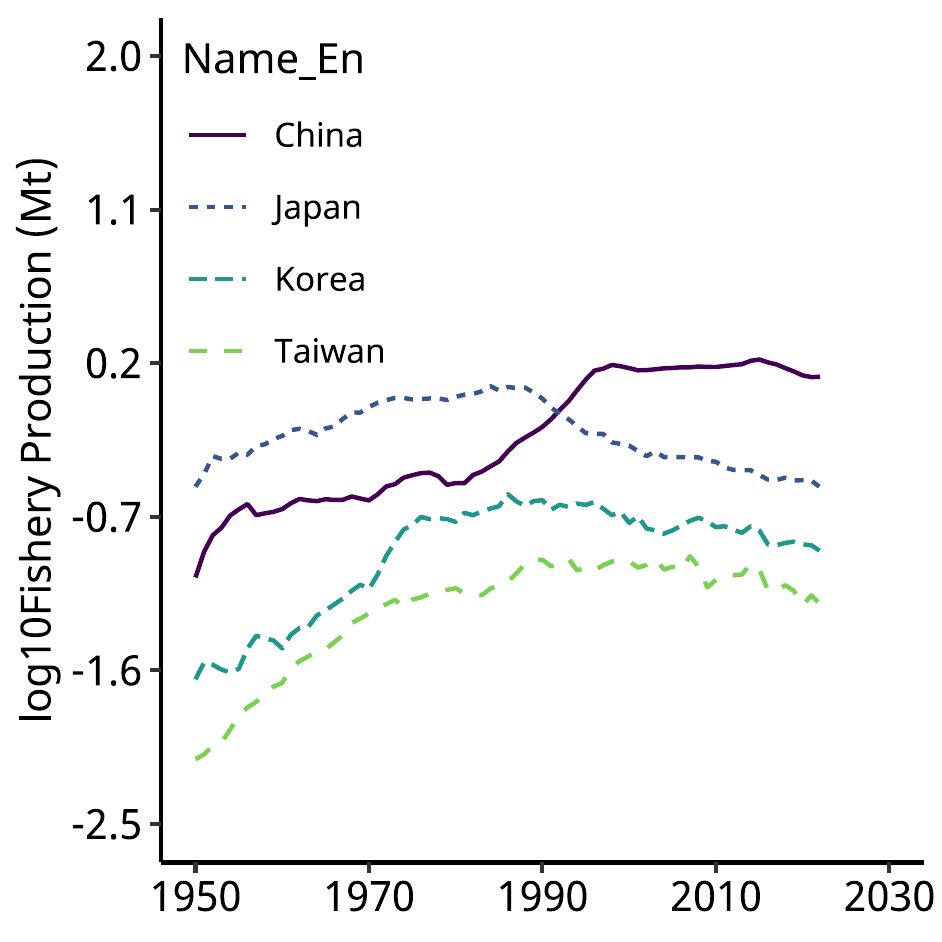 Name_En
China
Japan
Korea
Taiwan
log10Fishery Production (Mt)
2.0
1.1
0.2
-0.7
-1.6
-2.5
1950 1970 1990 2010 2030